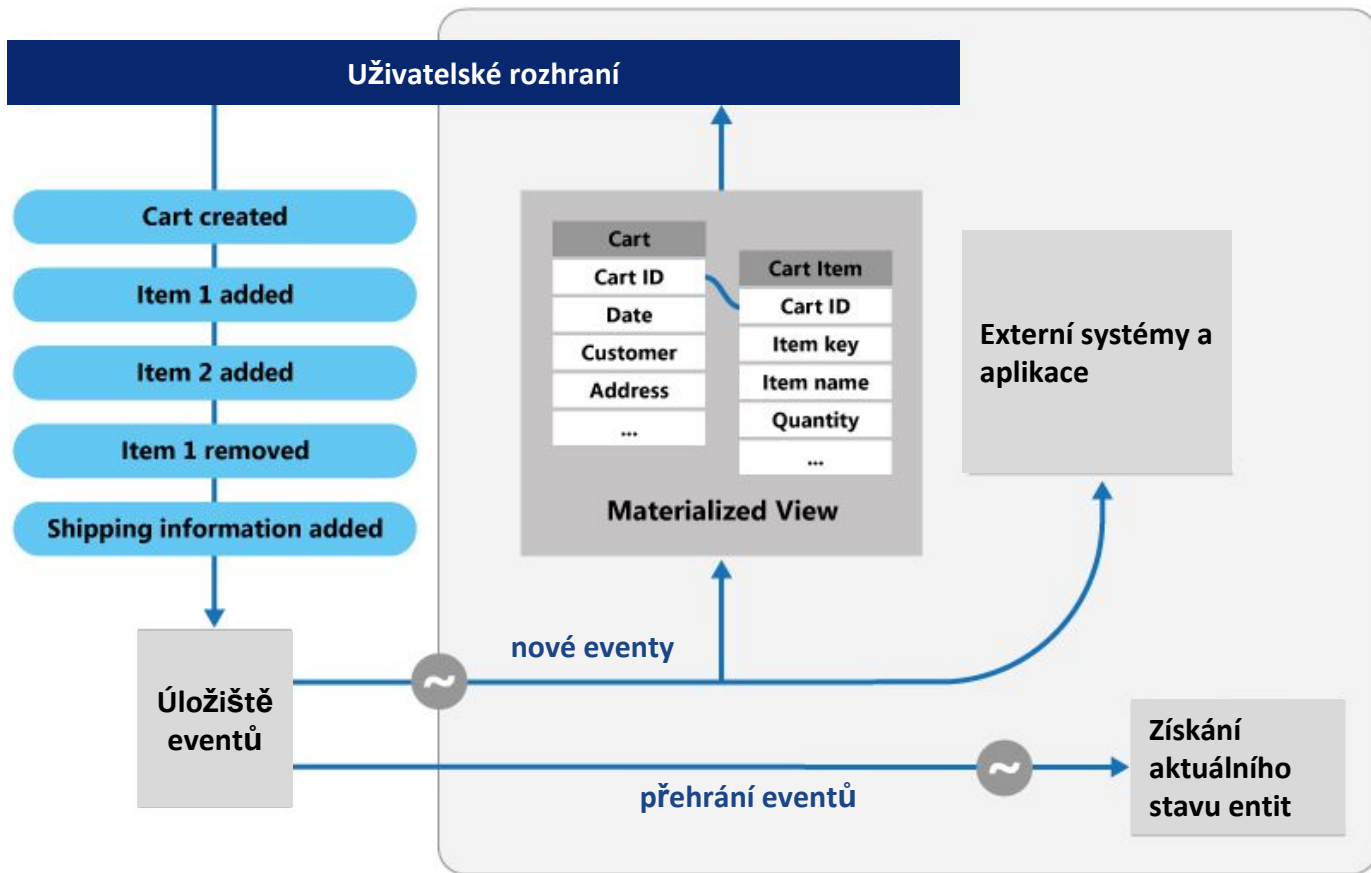 Uživatelské rozhraní
Cart created
Item 1 added
Item 2 added
Item 1 removed
Shipping information added
Úložiště
eventů
Cart
Cart ID
Date
Customer
Address
...
Cart Item
Cart ID
Item key
Item name
Quantity
...
Materialized View
Externí systémy a
aplikace
nové eventy
~
přehrání eventů
~
Získání
aktuálního
stavu entit